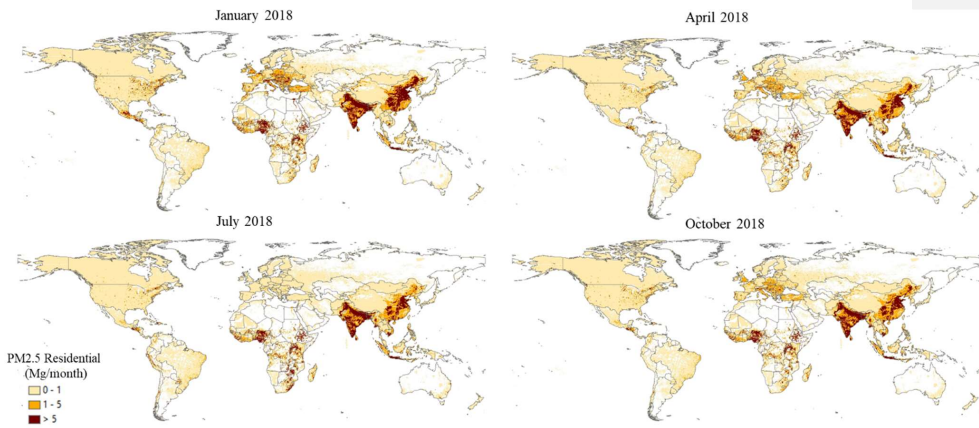 January 2018
April 2018
July 2018
October 2018
PM2.5 Residential
(Mg/month)
0 - 1
1 - 5
> 5